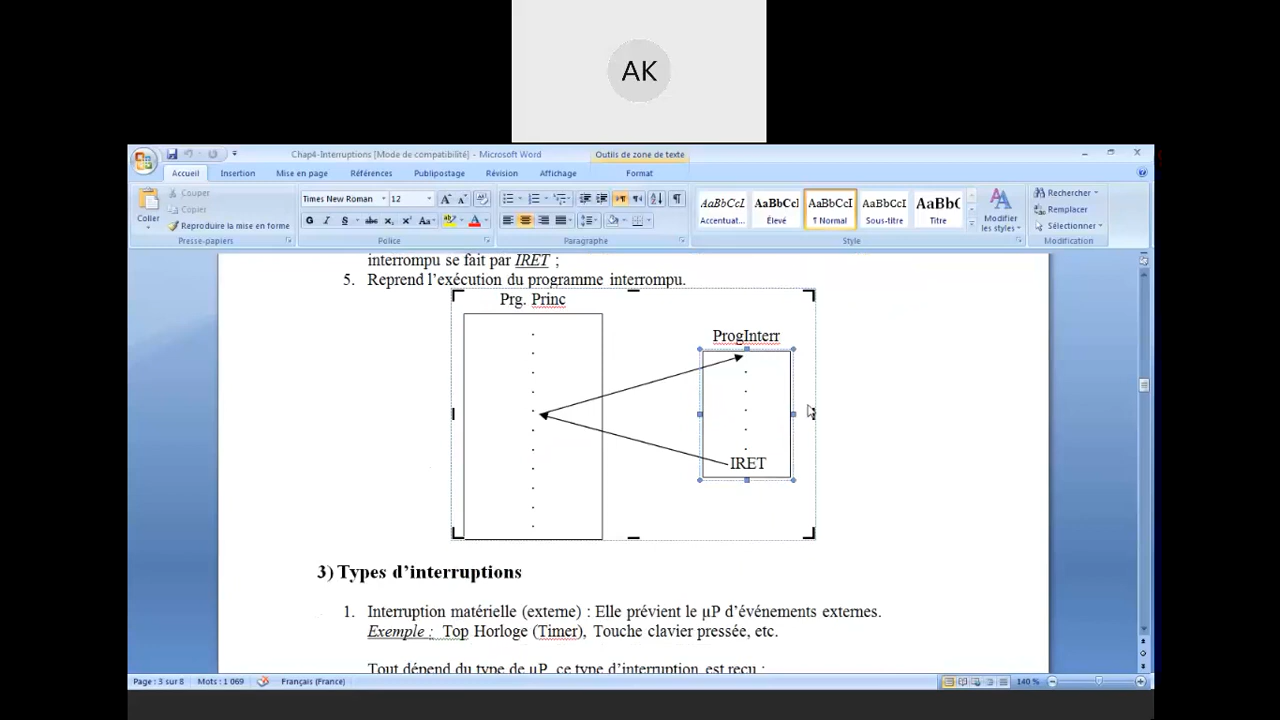 AK
Chap4-Interruptions [Mode de compatibilité] - Microsoft Word
Outils de zone de texte
Accueil Insertion Mise en page Références Publipostage Révision Affichage Format
Coller
Couper
Copier
Reproduire la mise en forme
Presse-papiers
Times New Roman 12
G I S abc x₂ x² Aa
Police
Paragraphe
AaBbCcI AaBbCcI AaBbCcI AaBbCcI AaBbC
Accentuat... Élevé ¶ Normal Sous-titre Titre
Style
Modifier
les styles
Rechercher
Remplacer
Sélectionner
Modification
interrompu se fait par IRET ;
5. Reprend l’exécution du programme interrompu.
Prg. Princ
ProgInterr
IRET
3) Types d’interruptions
1. Interruption matérielle (externe) : Elle prévient le µP d’événements externes.
Exemple : Top Horloge (Timer), Touche clavier pressée, etc.
Tout dépend du type de µP, ce type d’interruption est reçu :
Page : 3 sur 8 Mots : 1 069 Français (France) 140 %